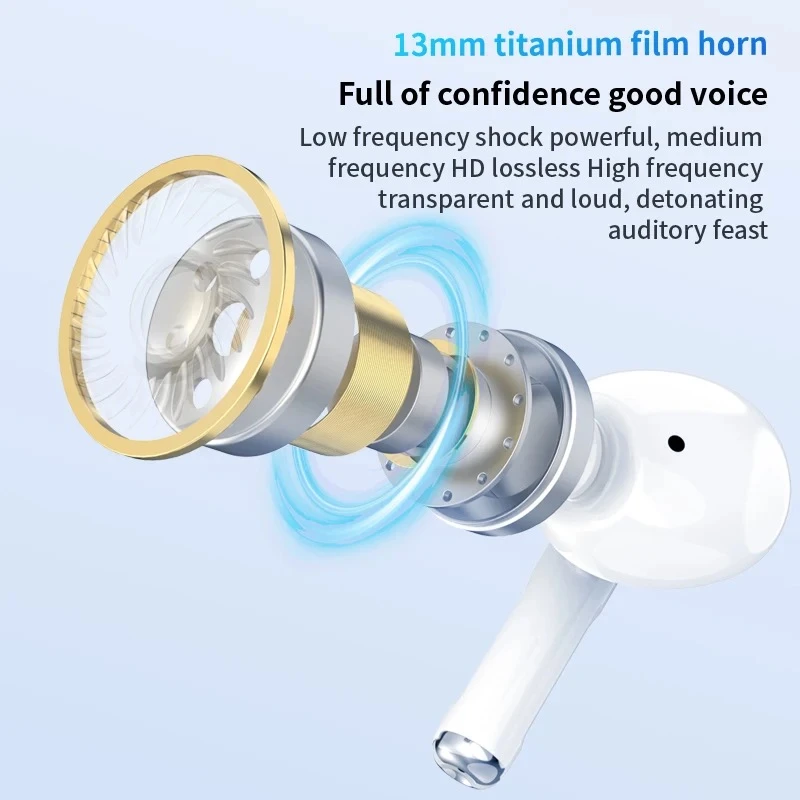 13mm titanium film horn
Full of confidence good voice
Low frequency shock powerful, medium
frequency HD lossless High frequency
transparent and loud, detonating
auditory feast